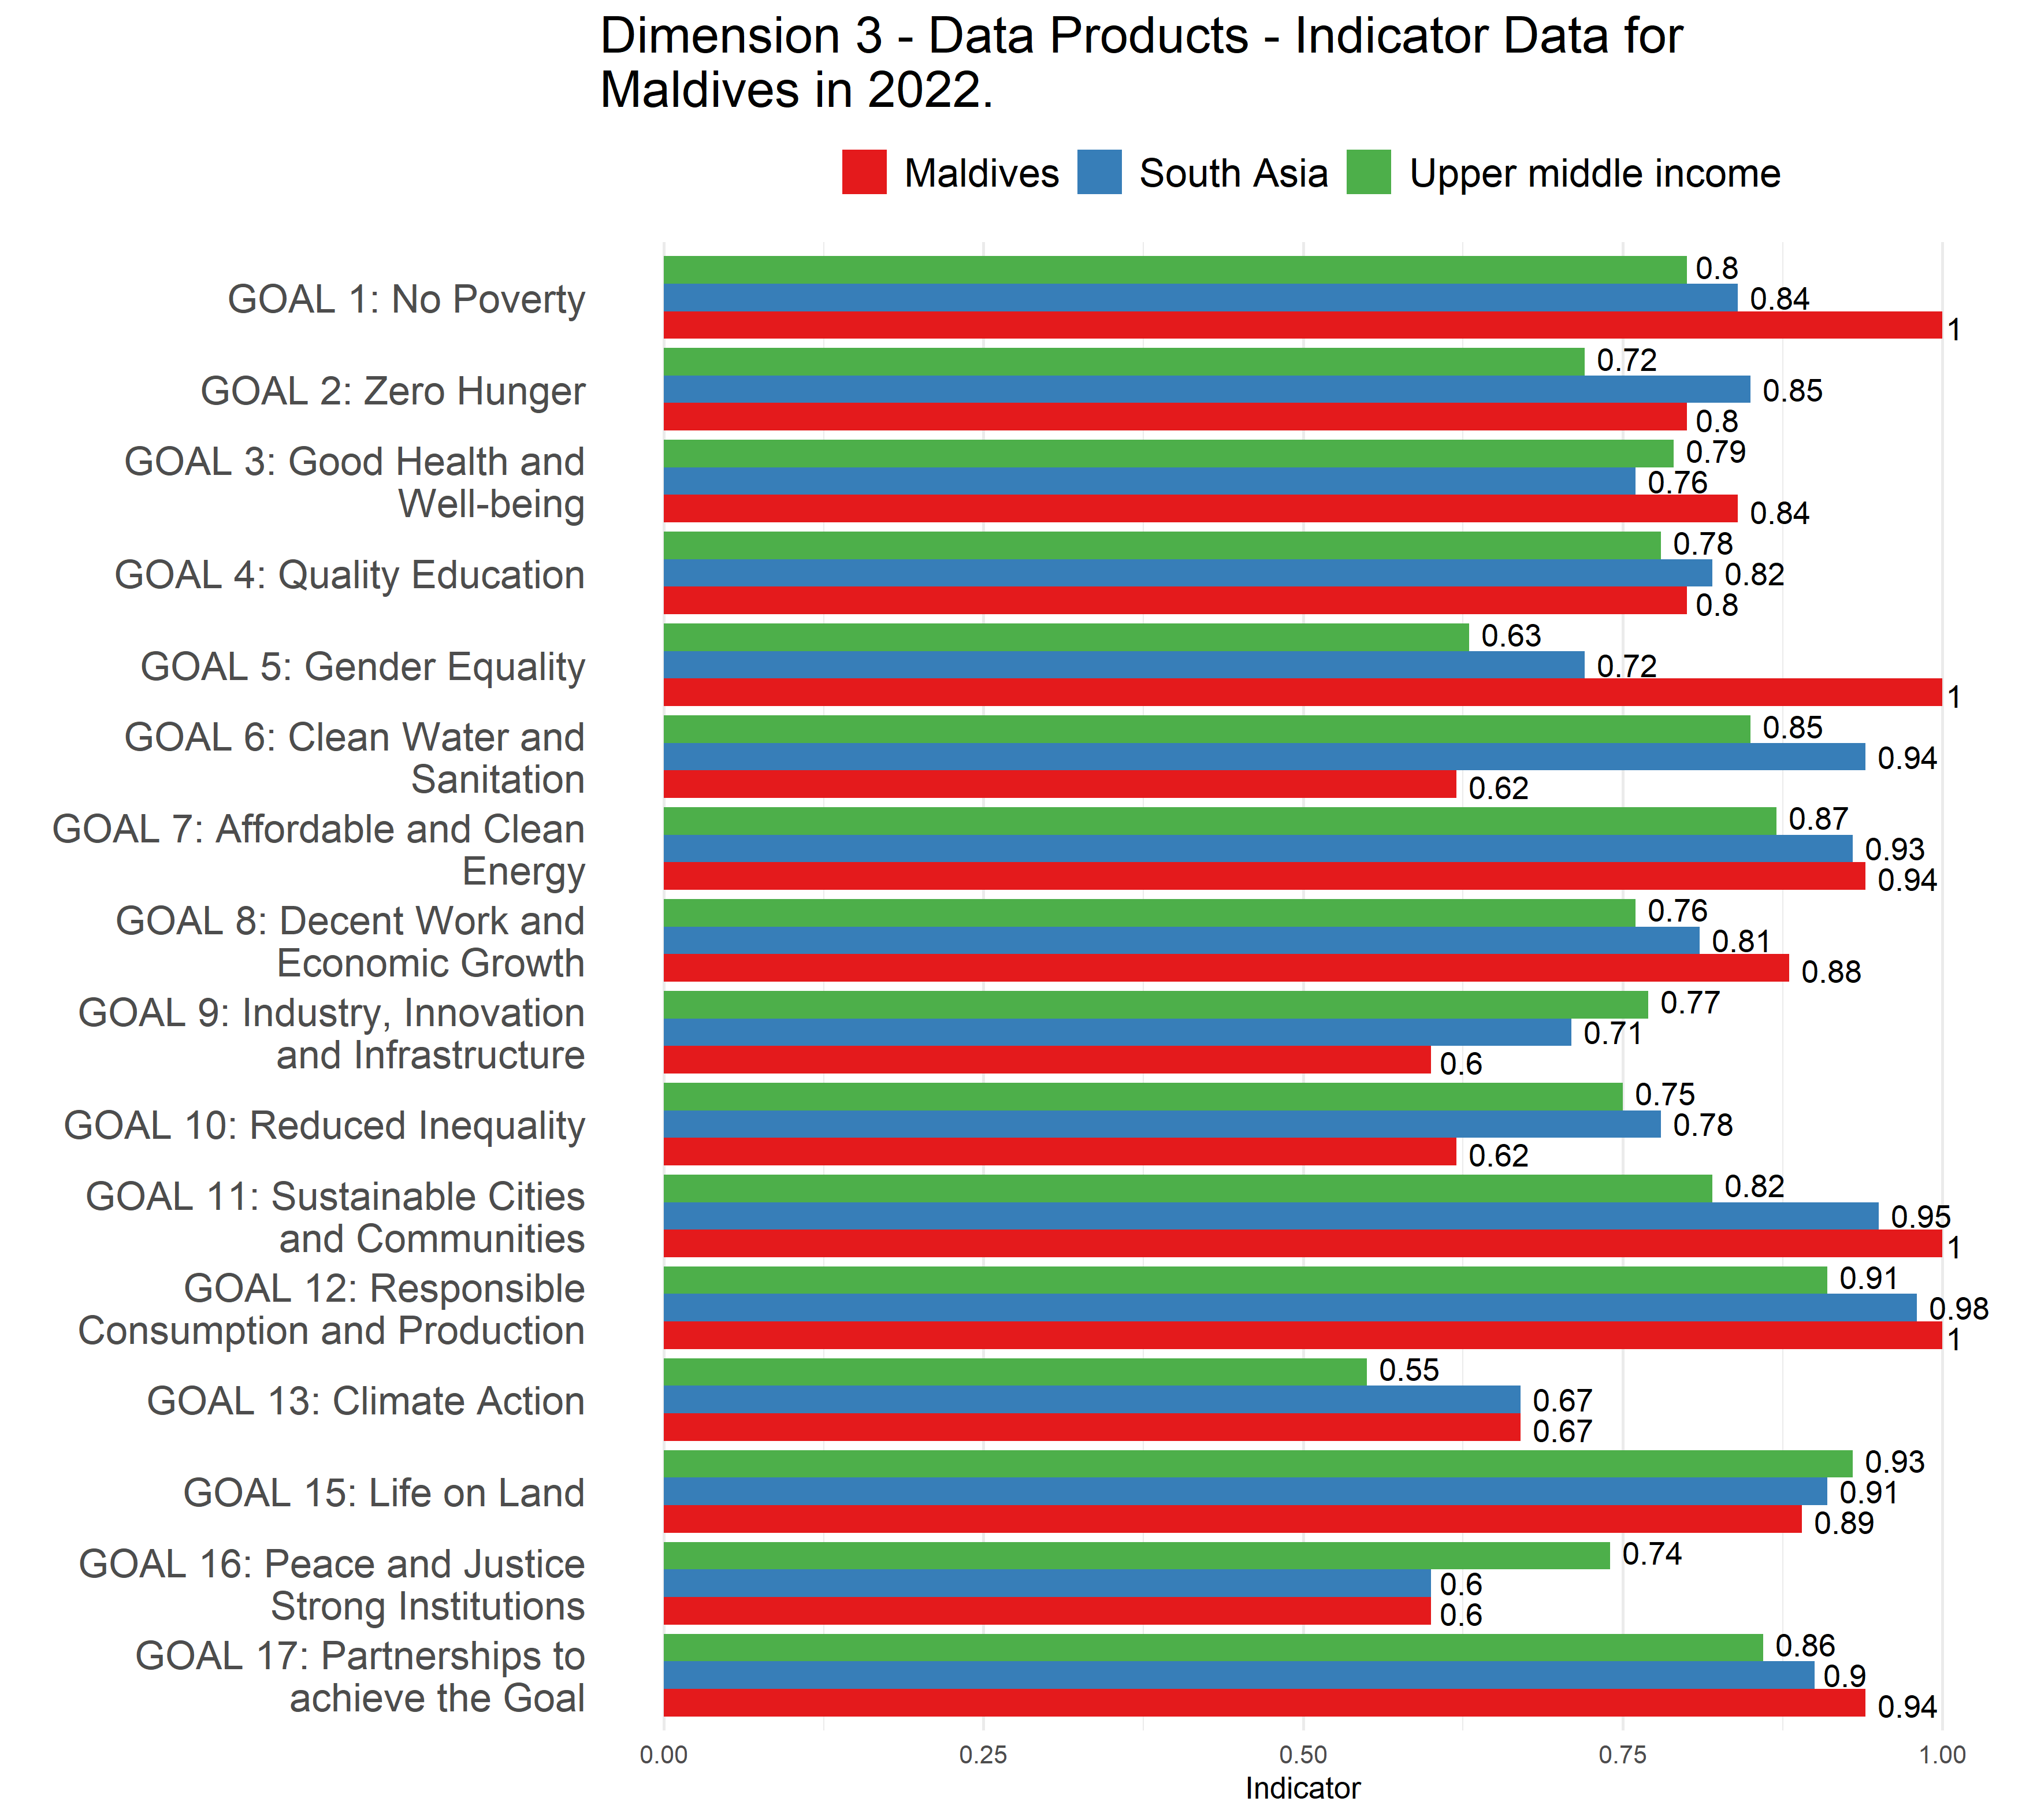 Dimension 3 - Data Products - Indicator Data for
Maldives in 2022.
Maldives South Asia Upper middle income
GOAL 1: No Poverty
0.8
0.84
1
GOAL 2: Zero Hunger
0.72
0.85
0.8
GOAL 3: Good Health and
Well-being
0.79
0.76
0.84
GOAL 4: Quality Education
0.78
0.82
0.8
GOAL 5: Gender Equality
0.63
0.72
1
GOAL 6: Clean Water and
Sanitation
0.85
0.94
0.62
GOAL 7: Affordable and Clean
Energy
0.87
0.93
0.94
GOAL 8: Decent Work and
Economic Growth
0.76
0.81
0.88
GOAL 9: Industry, Innovation
and Infrastructure
0.77
0.71
0.6
GOAL 10: Reduced Inequality
0.75
0.78
0.62
GOAL 11: Sustainable Cities
and Communities
0.82
0.95
1
GOAL 12: Responsible
Consumption and Production
0.91
0.98
1
GOAL 13: Climate Action
0.55
0.67
0.67
GOAL 15: Life on Land
0.93
0.91
0.89
GOAL 16: Peace and Justice
Strong Institutions
0.74
0.6
0.6
GOAL 17: Partnerships to
achieve the Goal
0.86
0.9
0.94
0.00 0.25 0.50 0.75 1.00
Indicator